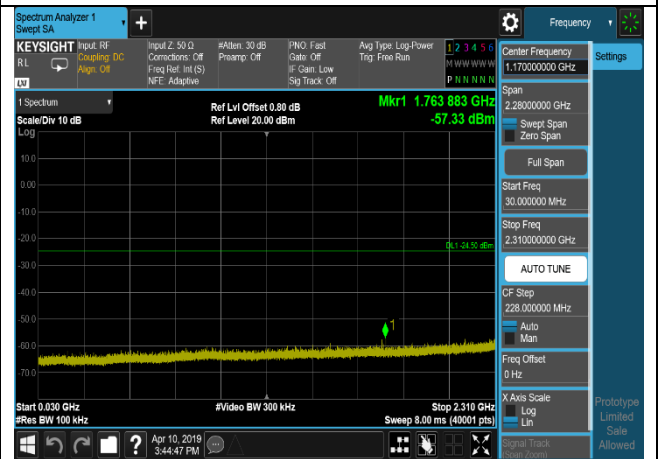 Spectrum Analyzer 1
Swept SA
Frequency
KEYSIGHT
RL
LXI
Input: RF
Coupling: DC
Align: Off
Input Z: 50 Ω
Corrections: Off
Freq Ref: Int (S)
NFE: Adaptive
#Atten: 30 dB
Preamp: Off
PNO: Fast
Gate: Off
IF Gain: Low
Sig Track: Off
Avg Type: Log-Power
Trig: Free Run
1 2 3 4 5 6
M W W W W W
P N N N N N
1 Spectrum
Scale/Div 10 dB
Log
Ref Lvl Offset 0.80 dB
Ref Level 20.00 dBm
Mkr1 1.763 883 GHz
-57.33 dBm
10.0
0.00
-10.0
-20.0
DL1 -24.50 dBm
-30.0
-40.0
-50.0
1
-60.0
-70.0
Start 0.030 GHz
#Res BW 100 kHz
#Video BW 300 kHz
Stop 2.310 GHz
Sweep 8.00 ms (40001 pts)
Apr 10, 2019
3:44:47 PM
Center Frequency
1.170000000 GHz
Settings
Span
2.28000000 GHz
Swept Span
Zero Span
Full Span
Start Freq
30.000000 MHz
Stop Freq
2.310000000 GHz
AUTO TUNE
CF Step
228.000000 MHz
Auto
Man
Freq Offset
0 Hz
X Axis Scale
Log
Lin
Signal Track
(Span Zoom)
Prototype
Limited
Sale
Allowed